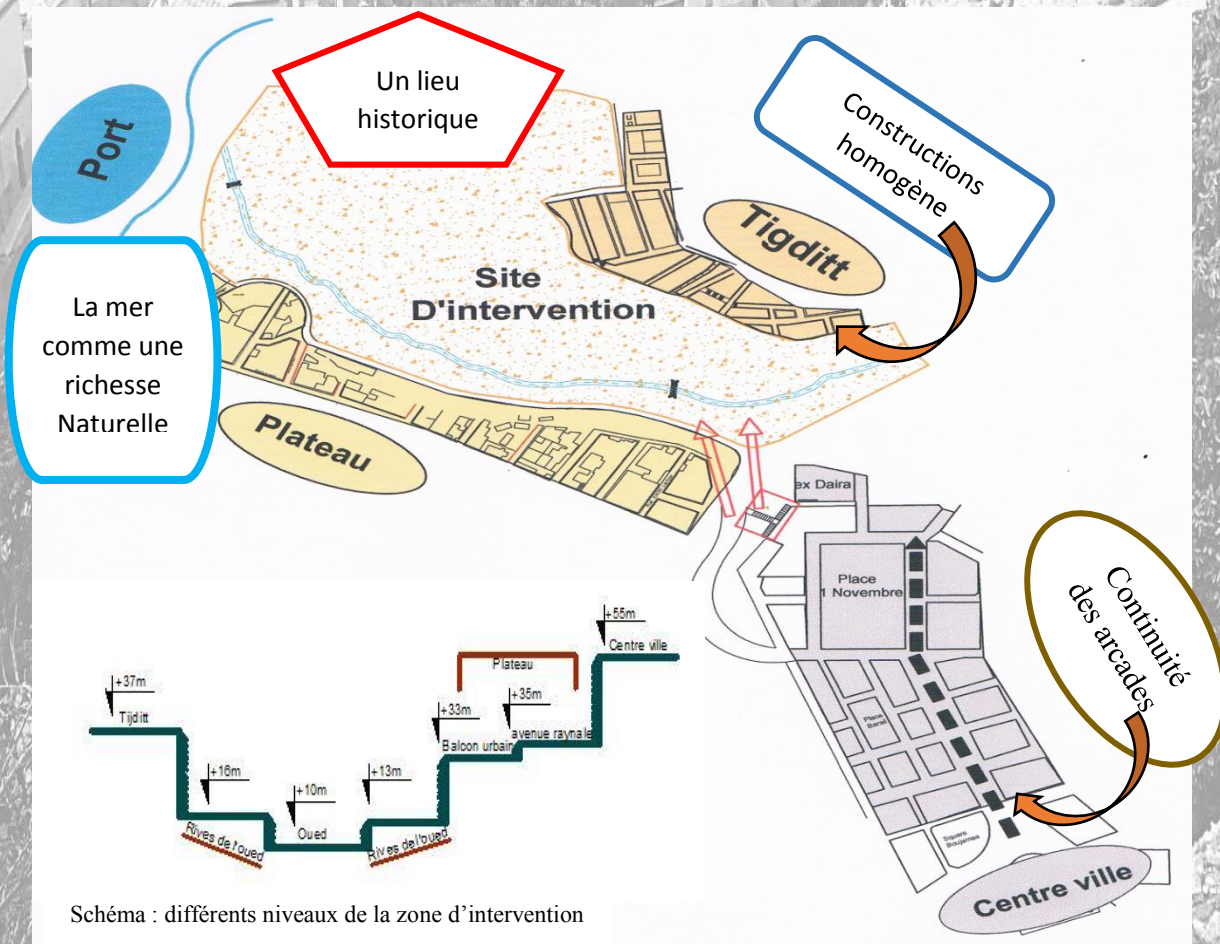 Un lieu
historique
Port
Constructions
homogène
Tigditt
La mer
comme une
richesse
Naturelle
Site
D'intervention
Plateau
ex Daira
Place
1 Novembre
Continuité
des arcades
Square
Boujemaa
Centre ville
+55m
Centre ville
Plateau
+37m
Tijditt
+35m
avenue raynale
+33m
Balcon urbain
+16m
+10m
+13m
Rives de l'oued
Oued
Rives de l'oued
Schéma : différents niveaux de la zone d’intervention